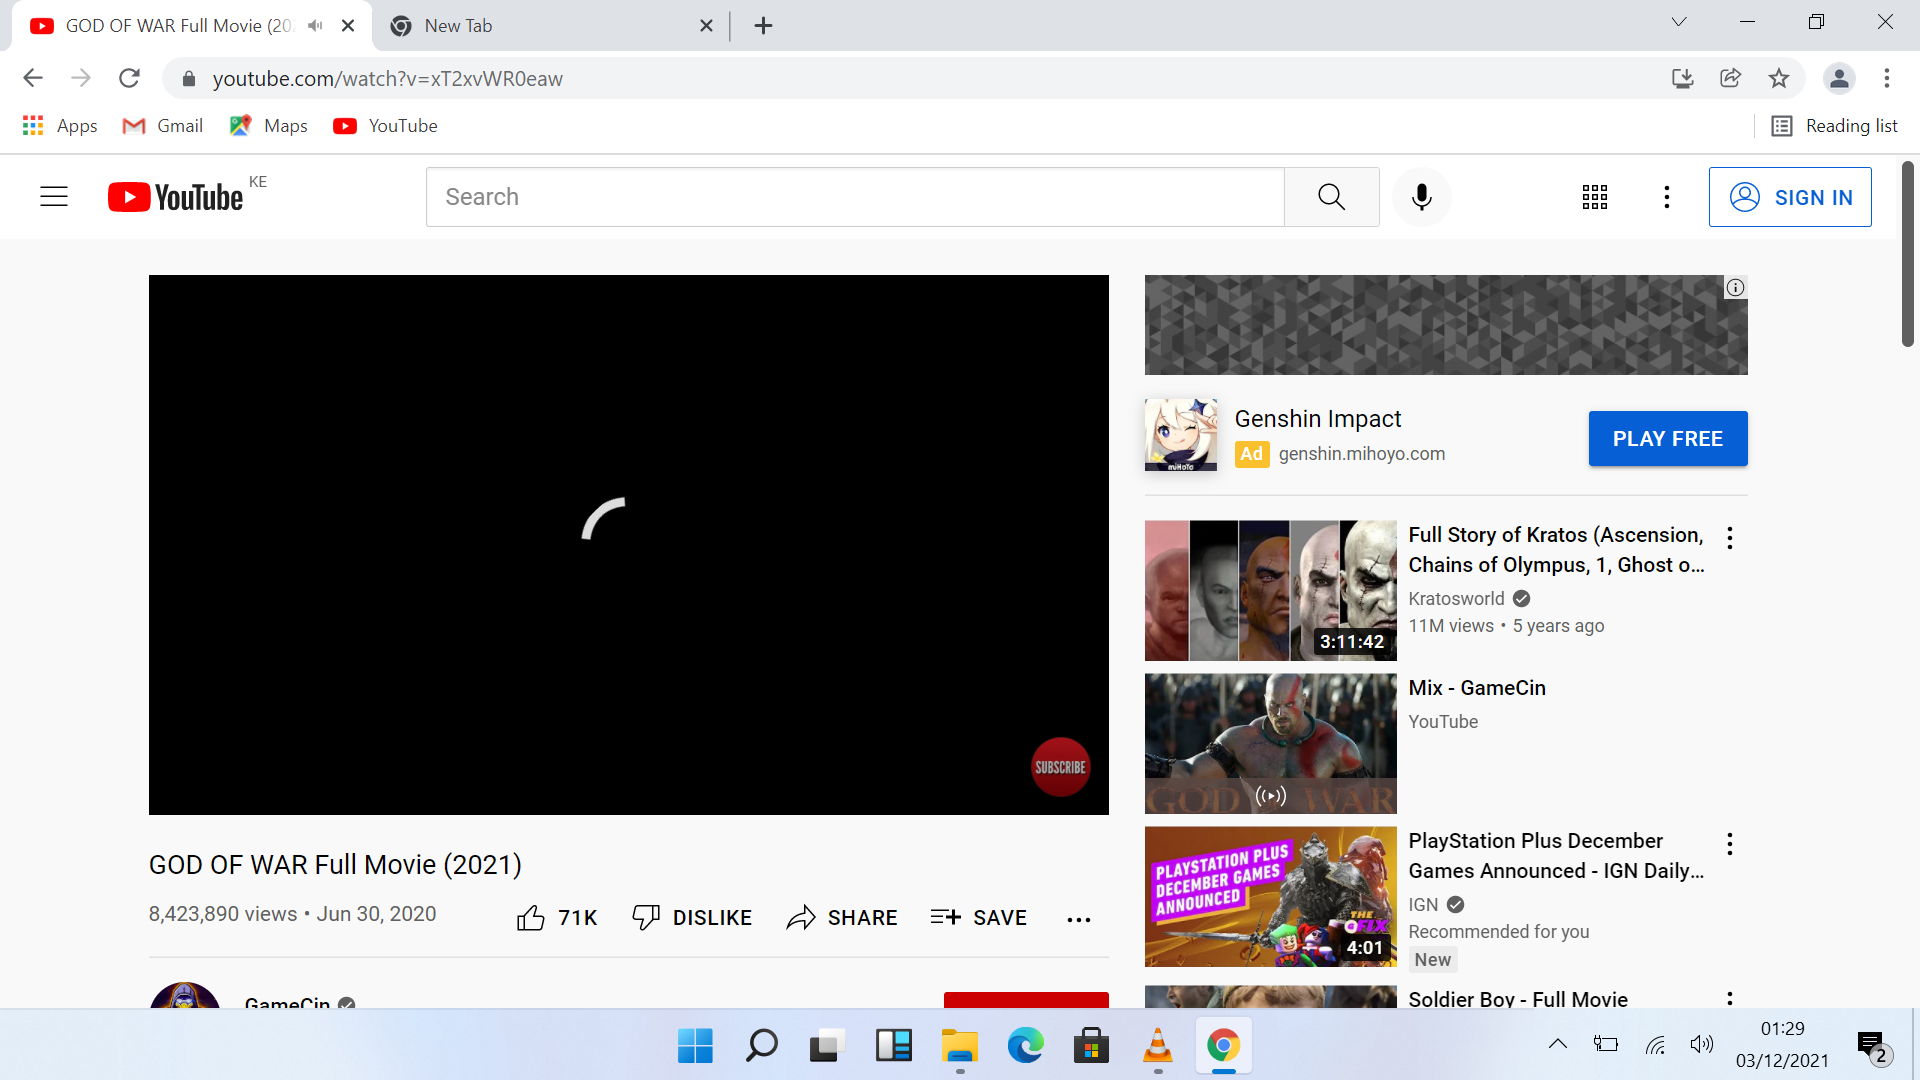 GOD OF WAR Full Movie (20
New Tab
youtube.com/watch?v=xT2xvWR0eaw
Apps
Gmail
Maps
YouTube
Reading list
YouTube KE
Search
SIGN IN
SUBSCRIBE
GOD OF WAR Full Movie (2021)
8,423,890 views • Jun 30, 2020
71K
DISLIKE
SHARE
SAVE
GameCin
Genshin Impact
Ad genshin.mihoyo.com
PLAY FREE
miHoYo
Full Story of Kratos (Ascension,
Chains of Olympus, 1, Ghost o...
Kratosworld
11M views • 5 years ago
3:11:42
Mix - GameCin
YouTube
GOD OF WAR
PlayStation Plus December
Games Announced - IGN Daily...
IGN
Recommended for you
New
PLAYSTATION PLUS
DECEMBER GAMES
ANNOUNCED
THE
FIX
4:01
Soldier Boy - Full Movie
01:29
03/12/2021
2